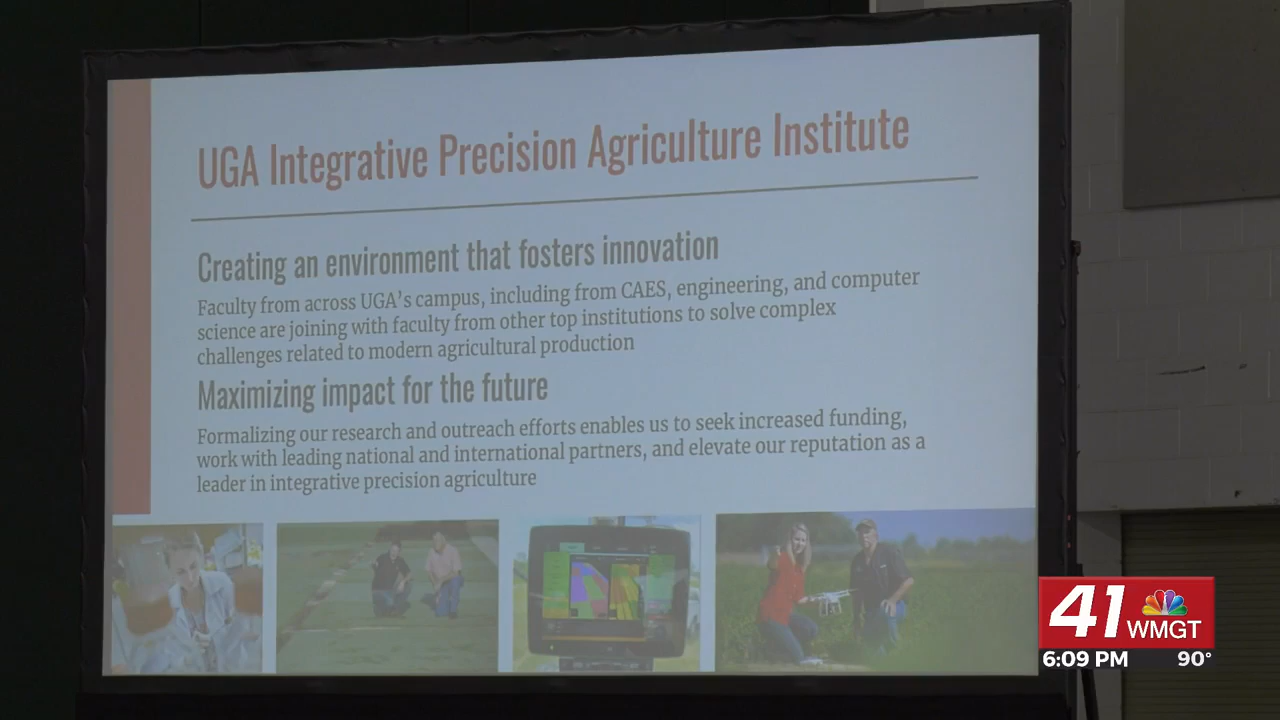 UGA Integrative Precision Agriculture Institute
Creating an environment that fosters innovation
Faculty from across UGA's campus, including from CAES, engineering, and computer
science are joining with faculty from other top institutions to solve complex
challenges related to modern agricultural production
Maximizing impact for the future
Formalizing our research and outreach efforts enables us to seek increased funding,
work with leading national and international partners, and elevate our reputation as a
leader in integrative precision agriculture
41
WMGT
6:09 PM 90°